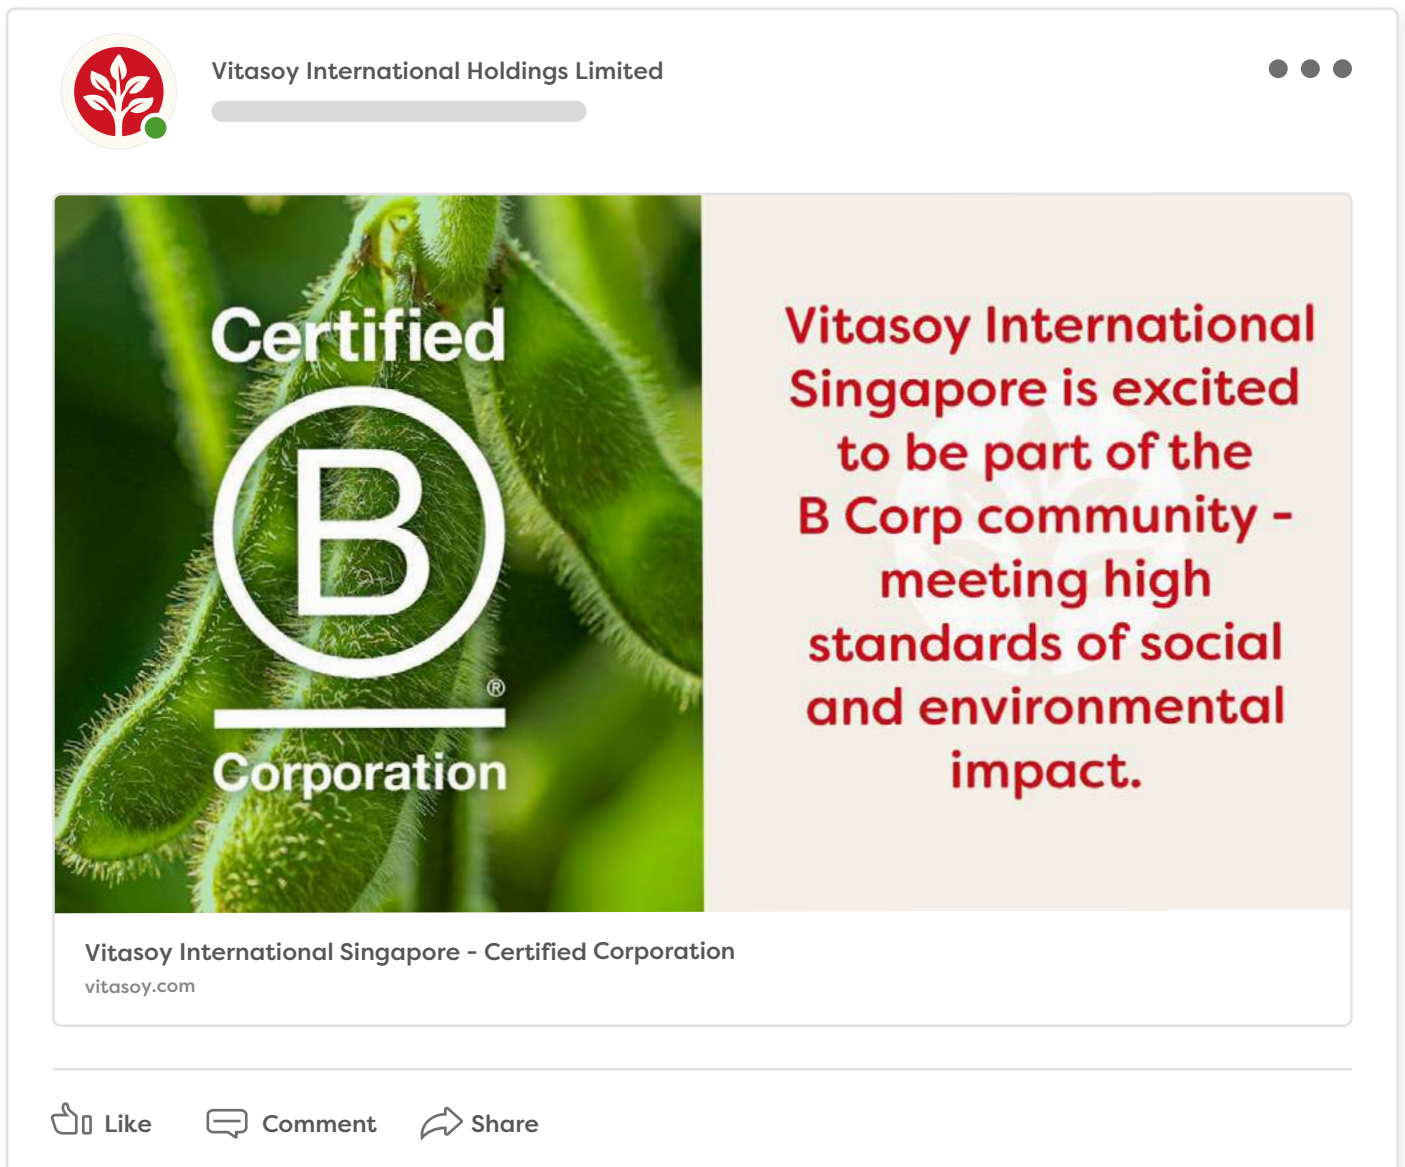 Vitasoy International Holdings Limited
Certified
B
®
Corporation
Vitasoy International
Singapore is excited
to be part of the
B Corp community -
meeting high
standards of social
and environmental
impact.
Vitasoy International Singapore - Certified Corporation
vitasoy.com
Like Comment Share